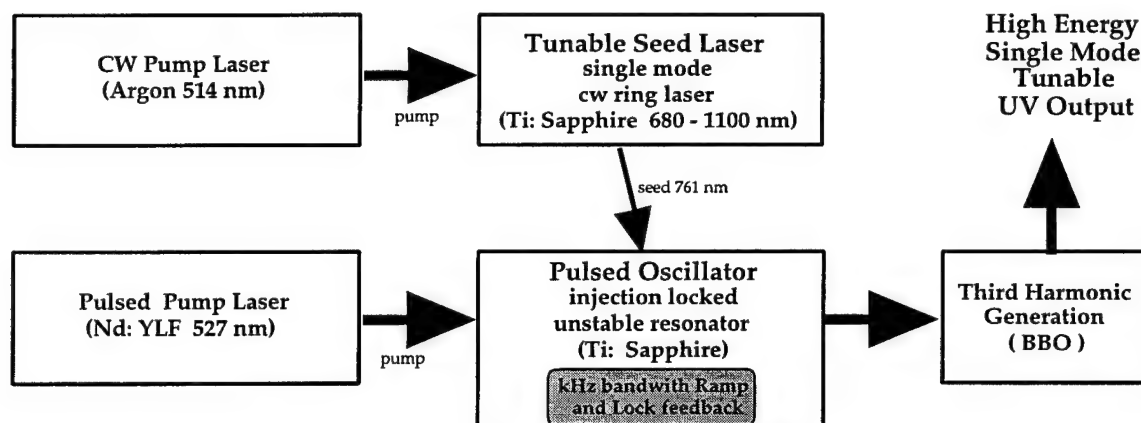 CW Pump Laser
(Argon 514 nm)
pump
Tunable Seed Laser
single mode
cw ring laser
(Ti: Sapphire 680 - 1100 nm)
High Energy
Single Mode
Tunable
UV Output
seed 761 nm
Pulsed Pump Laser
(Nd: YLF 527 nm)
pump
Pulsed Oscillator
injection locked
unstable resonator
(Ti: Sapphire)
kHz bandwith Ramp
and Lock feedback
Third Harmonic
Generation
( BBO )